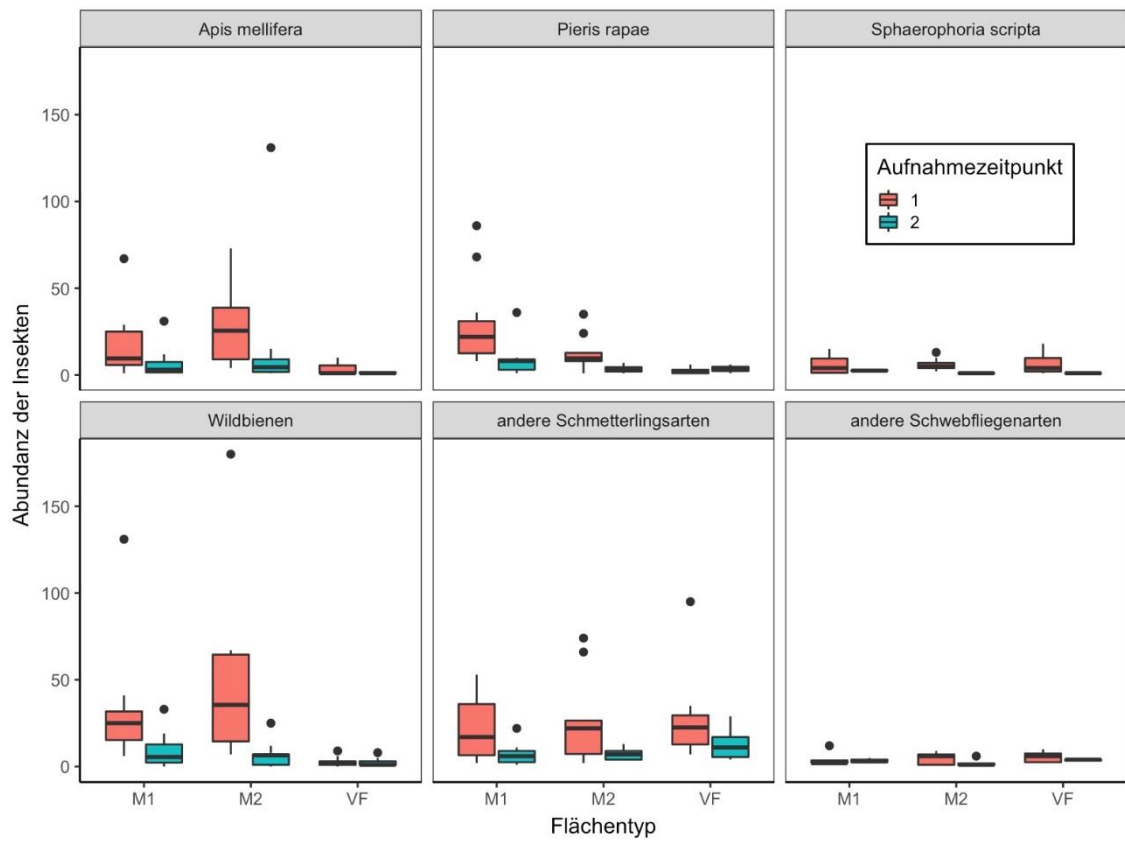 Apis mellifera
Pieris rapae
Sphaerophoria scripta
Aufnahmezeitpunkt
1
2
150
100
50
0
Abundanz der Insekten
Wildbienen
andere Schmetterlingsarten
andere Schwebfliegenarten
150
100
50
0
M1 M2 VF
M1 M2 VF
M1 M2 VF
Flächentyp